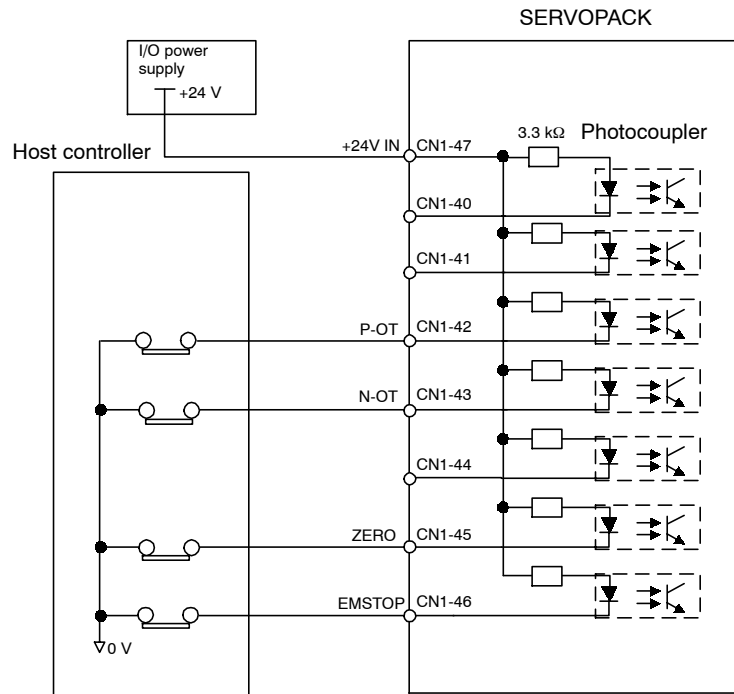 SERVOPACK
I/O power
supply
+24 V
Host controller
+24V IN
CN1-47
3.3 kΩ
Photocoupler
CN1-40
CN1-41
P-OT
CN1-42
N-OT
CN1-43
CN1-44
ZERO
CN1-45
EMSTOP
CN1-46
0 V